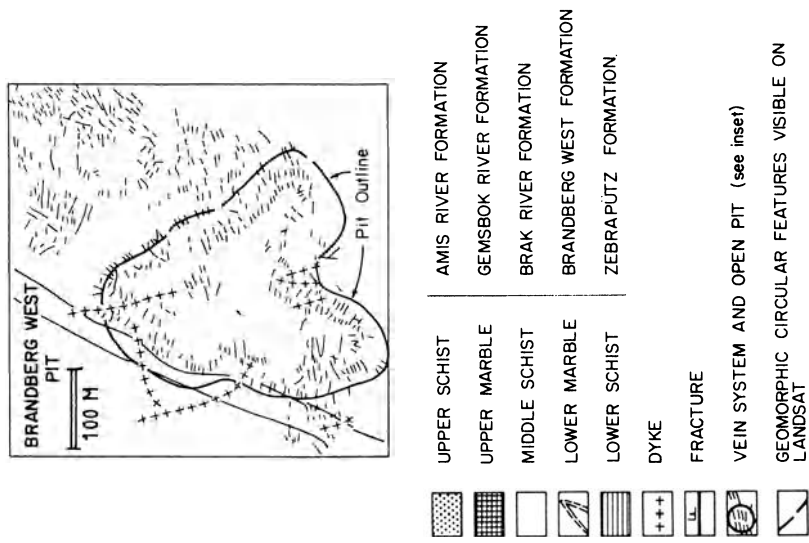 BRANDBERG WEST
PIT
100 M
Pit Outline
UPPER SCHIST
AMIS RIVER FORMATION
UPPER MARBLE
GEMSBOK RIVER FORMATION
MIDDLE SCHIST
BRAK RIVER FORMATION
LOWER MARBLE
BRANDBERG WEST FORMATION
LOWER SCHIST
ZEBRAPÜTZ FORMATION.
DYKE
F
FRACTURE
VEIN SYSTEM AND OPEN PIT (see inset)
GEOMORPHIC CIRCULAR FEATURES VISIBLE ON
LANDSAT